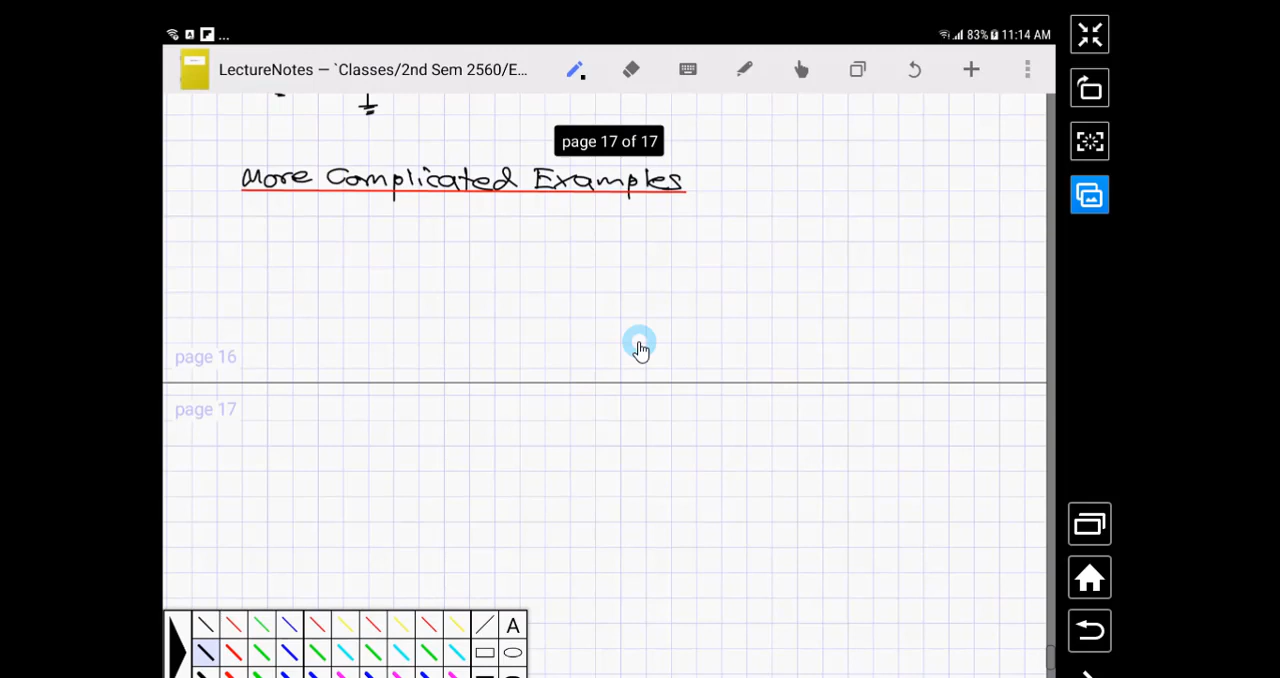 ... 83% 11:14 AM
LectureNotes — `Classes/2nd Sem 2560/E...
page 17 of 17
More Complicated Examples
page 16
page 17
A